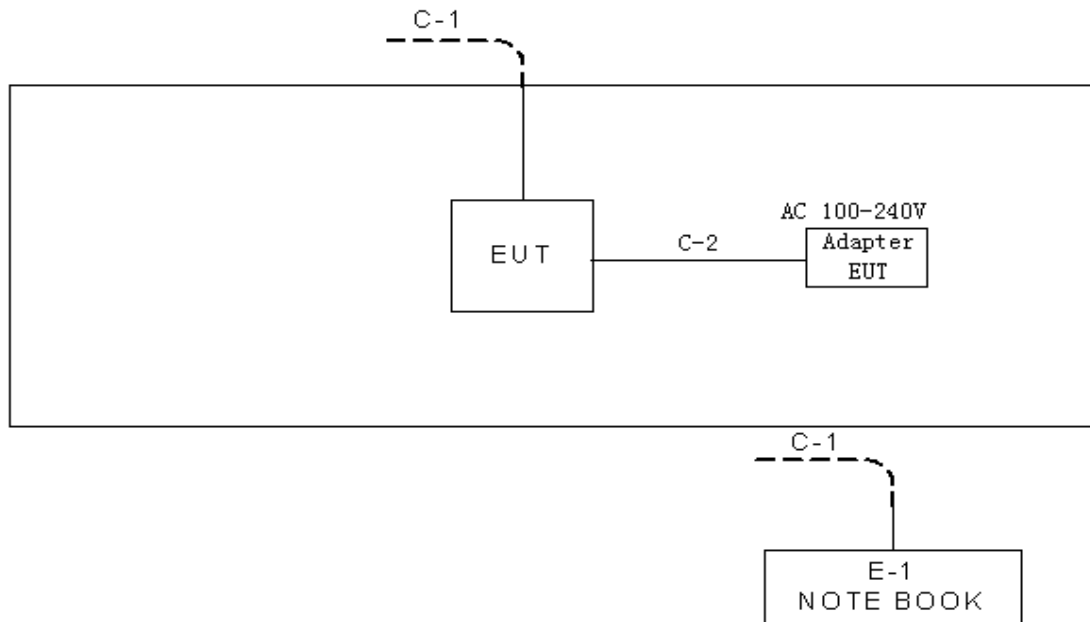 C-1
AC 100-240V
EUT
C-2
Adapter
EUT
C-1
E-1
NOTE BOOK